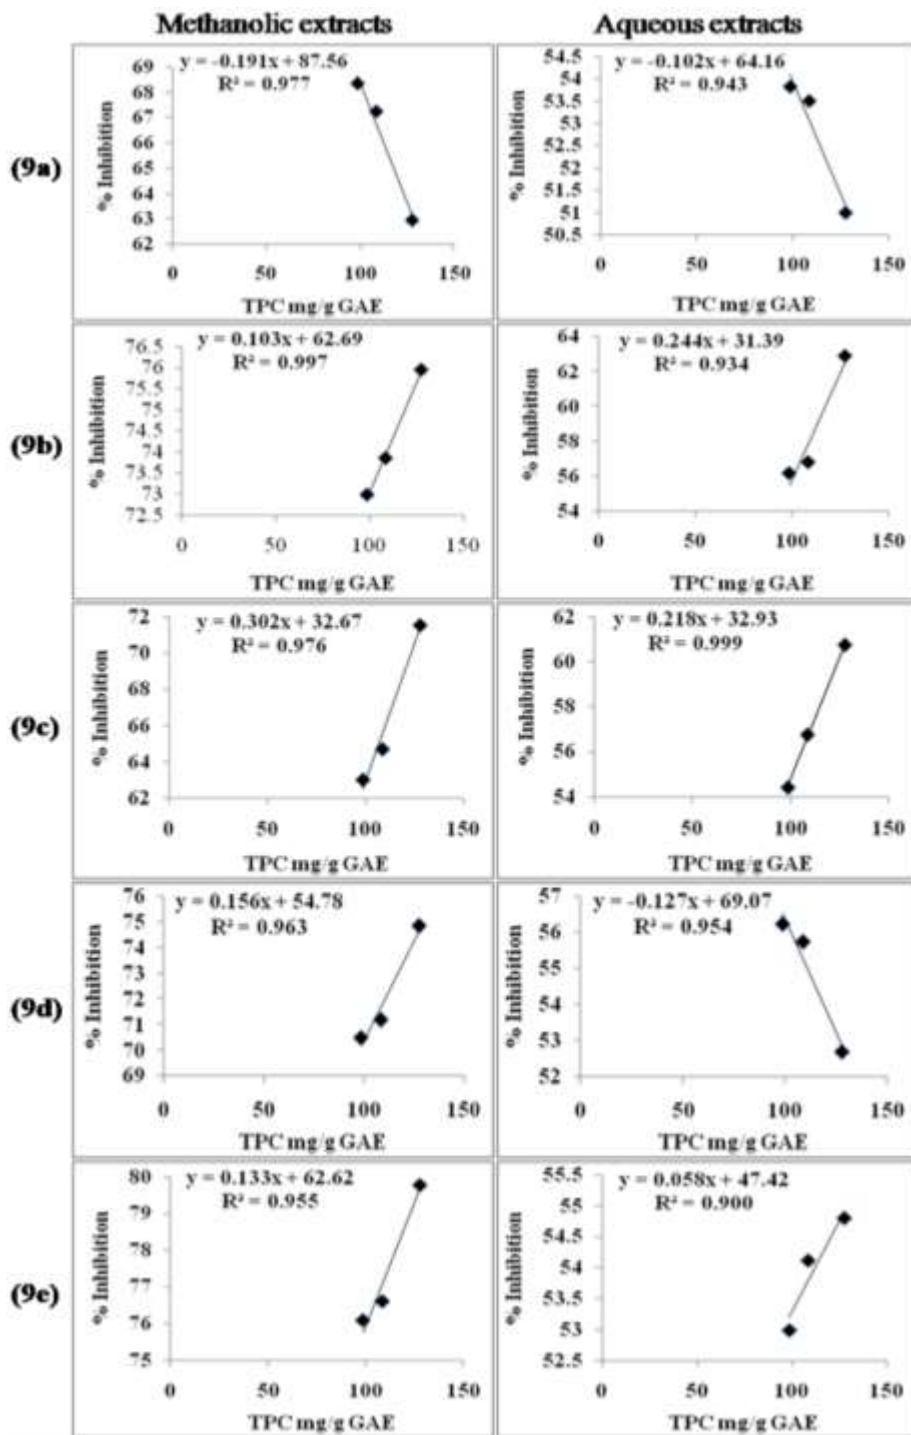 Methanolic extracts
Aqueous extracts
(9a)
y = -0.191x + 87.56
R² = 0.977
% Inhibition
69
68
67
66
65
64
63
62
0 50 100 150
TPC mg/g GAE
y = -0.102x + 64.16
R² = 0.943
% Inhibition
54.5
54
53.5
53
52.5
52
51.5
51
50.5
0 50 100 150
TPC mg/g GAE
(9b)
y = 0.103x + 62.69
R² = 0.997
% Inhibition
76.5
76
75.5
75
74.5
74
73.5
73
72.5
0 50 100 150
TPC mg/g GAE
y = 0.244x + 31.39
R² = 0.934
% Inhibition
64
62
60
58
56
54
0 50 100 150
TPC mg/g GAE
(9c)
y = 0.302x + 32.67
R² = 0.976
% Inhibition
72
70
68
66
64
62
0 50 100 150
TPC mg/g GAE
y = 0.218x + 32.93
R² = 0.999
% Inhibition
62
60
58
56
54
0 50 100 150
TPC mg/g GAE
(9d)
y = 0.156x + 54.78
R² = 0.963
% Inhibition
76
75
74
73
72
71
70
69
0 50 100 150
TPC mg/g GAE
y = -0.127x + 69.07
R² = 0.954
% Inhibition
57
56
55
54
53
52
0 50 100 150
TPC mg/g GAE
(9e)
y = 0.133x + 62.62
R² = 0.955
% Inhibition
80
79
78
77
76
75
0 50 100 150
TPC mg/g GAE
y = 0.058x + 47.42
R² = 0.900
% Inhibition
55.5
55
54.5
54
53.5
53
52.5
0 50 100 150
TPC mg/g GAE